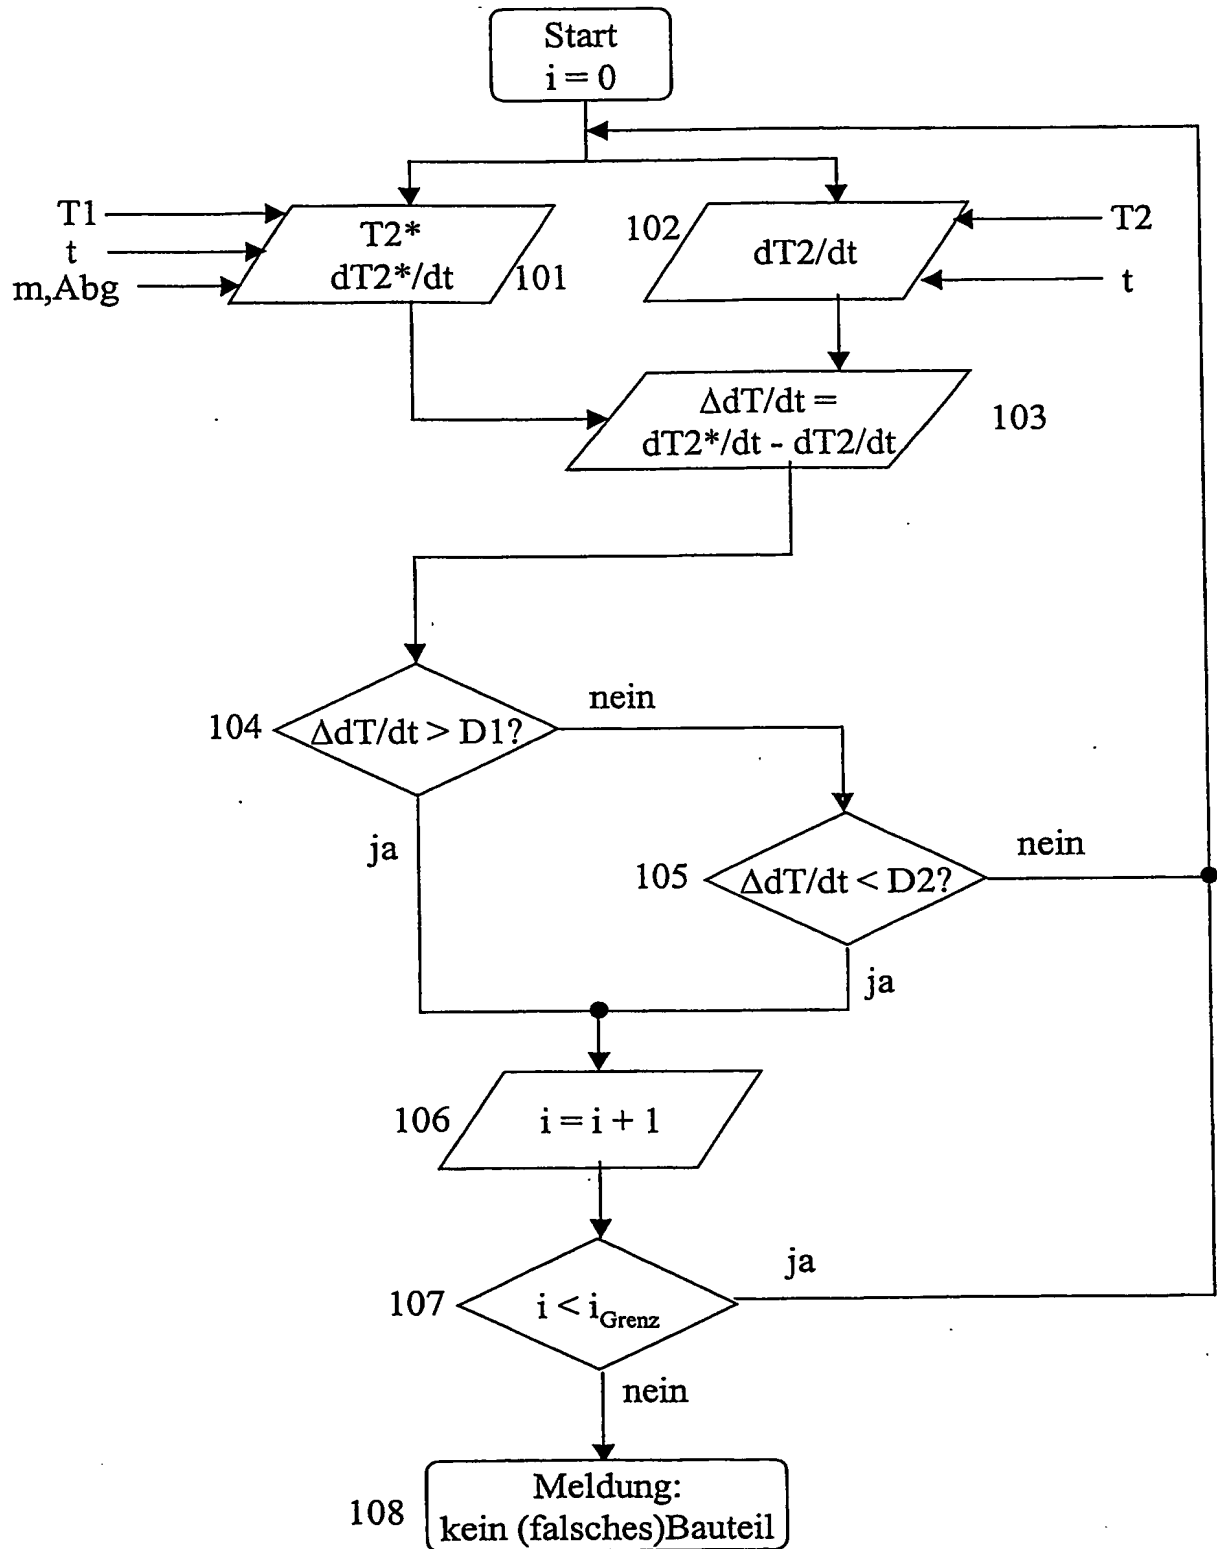 Start
i = 0
T1
t
m,Abg
T2*
dT2*/dt
101
102
dT2/dt
T2
t
ΔdT/dt =
dT2*/dt - dT2/dt
103
104
ΔdT/dt > D1?
nein
ja
105
ΔdT/dt < D2?
nein
ja
106
i = i + 1
107
i < iGrenz
ja
nein
108
Meldung:
kein (falsches)Bauteil